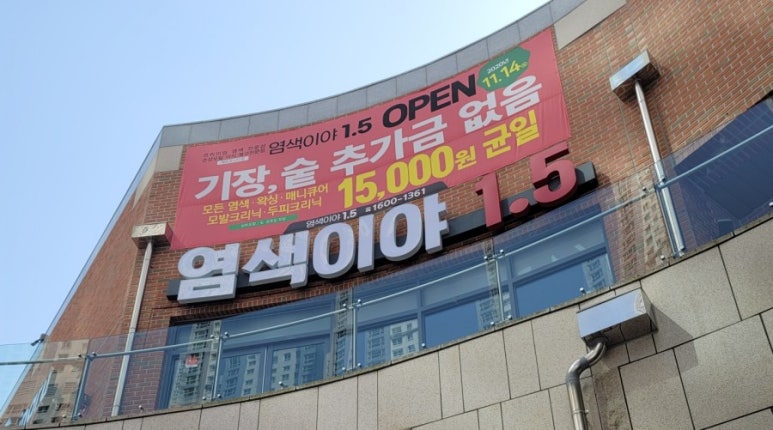 염색이야 1.5 OPEN
2020년 11.14
기장, 숱 추가금 없음
모든 염색·왁싱·매니큐어
모발크리닉·두피크리닉
15,000원 균일
염색이야 1.5 ☎1600-1361
염색이야 1.5